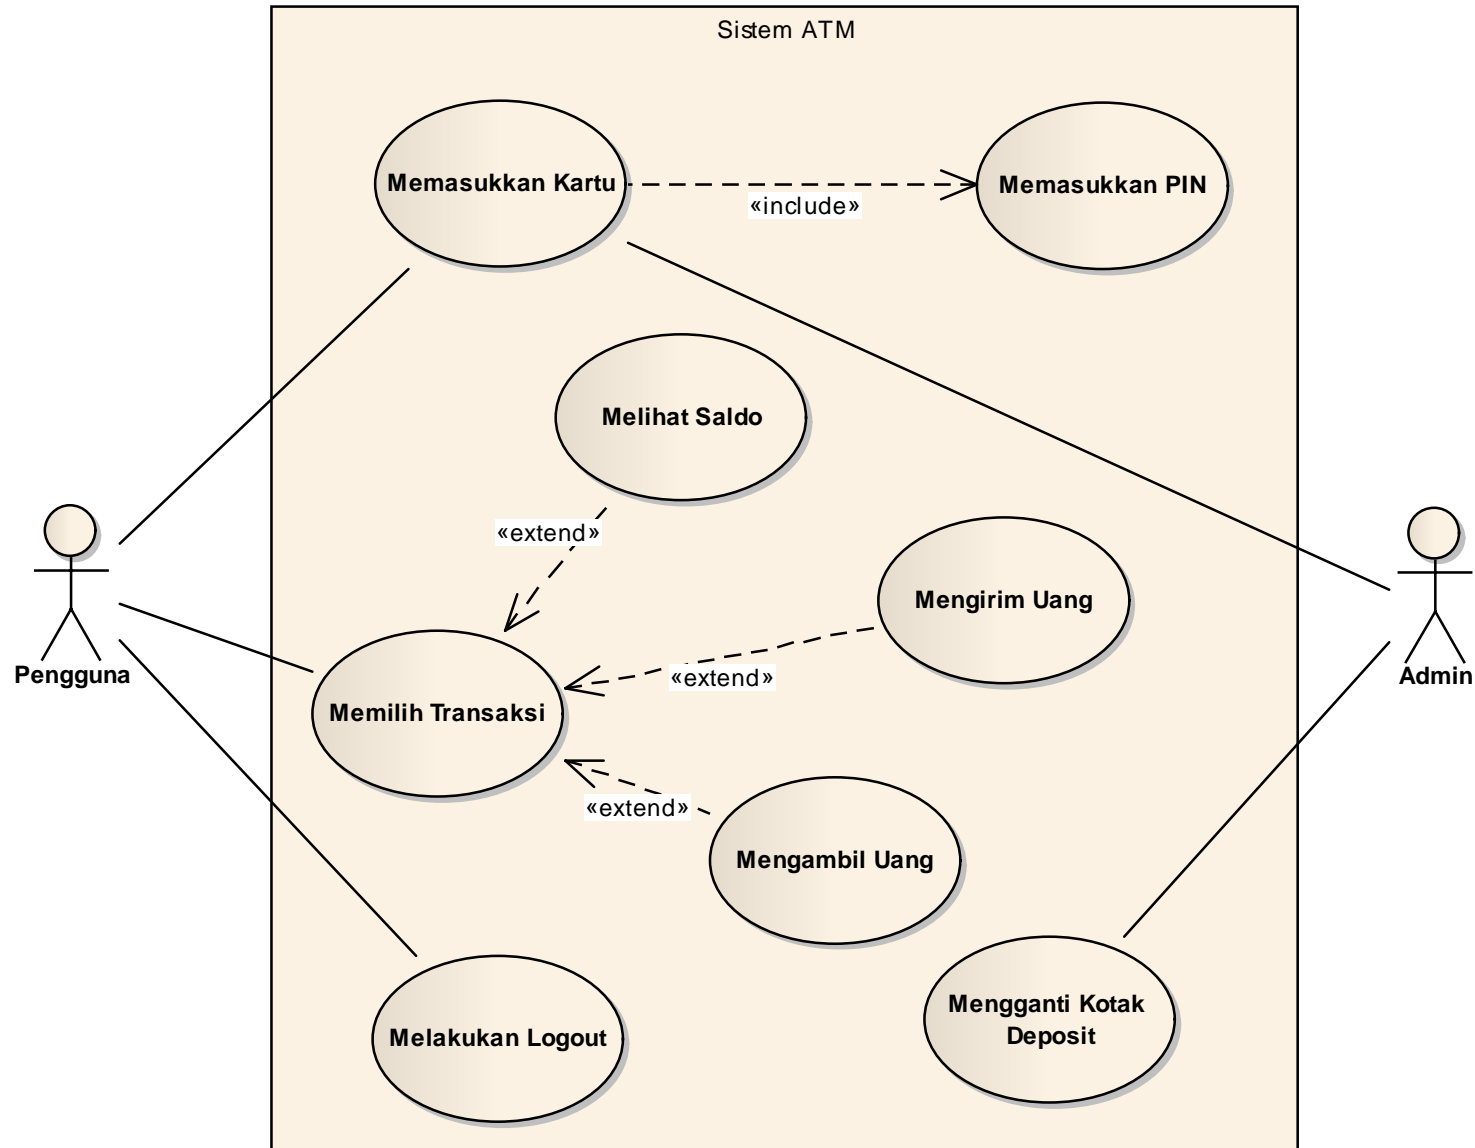 Sistem ATM
Memasukkan Kartu
Memasukkan PIN
«include»
Melihat Saldo
«extend»
Mengirim Uang
Pengguna
Admin
«extend»
Memilih Transaksi
«extend»
Mengambil Uang
Mengganti Kotak
Deposit
Melakukan Logout